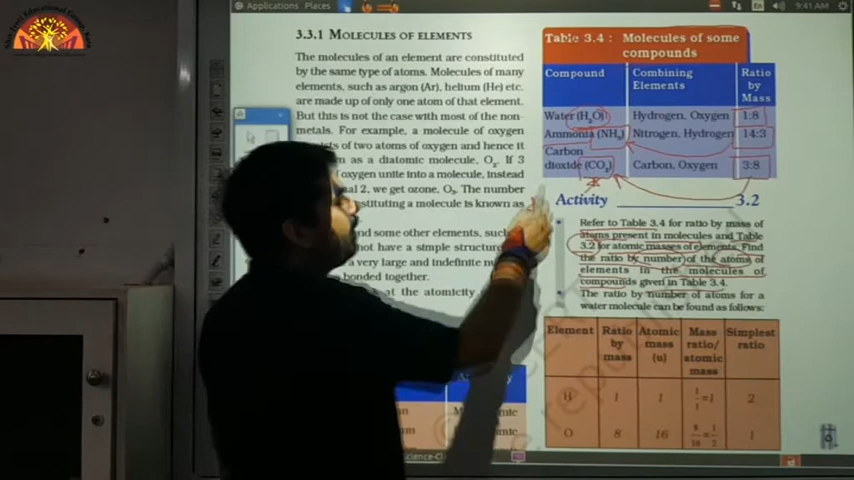 Applications Places
En
9:41 AM
3.3.1 MOLECULES OF ELEMENTS
The molecules of an element are constituted
by the same type of atoms. Molecules of many
elements, such as argon (Ar), helium (He) etc.
are made up of only one atom of that element.
But this is not the case with most of the non-
metals. For example, a molecule of oxygen
sists of two atoms of oxygen and hence it
as a diatomic molecule, O₂. If 3
oxygen unite into a molecule, instead
al 2, we get ozone, O₃. The number
stituting a molecule is known as
nd some other elements, such
not have a simple structure
a very large and indefinite
bonded together.
at the atomicity
Table 3.4 : Molecules of some
compounds
Compound Combining Elements Ratio by Mass
Water (H₂O) Hydrogen, Oxygen 1:8
Ammonia (NH₃) Nitrogen, Hydrogen 14:3
Carbon
dioxide (CO₂) Carbon, Oxygen 3:8
Activity 3.2
• Refer to Table 3.4 for ratio by mass of
atoms present in molecules and Table
3.2 for atomic masses of elements. Find
the ratio by number of the atoms of
elements in the molecules of
compounds given in Table 3.4.
• The ratio by number of atoms for a
water molecule can be found as follows:
Element Ratio by mass Atomic mass (u) Mass ratio/ atomic mass Simplest ratio
H 1 1 1/1=1 2
O 8 16 8/16=1/2 1